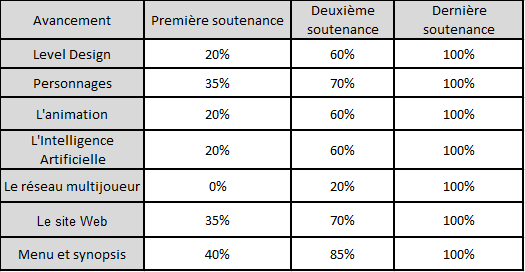 Avancement Première soutenance Deuxième soutenance Dernière soutenance
Level Design 20% 60% 100%
Personnages 35% 70% 100%
L'animation 20% 60% 100%
L'Intelligence Artificielle 20% 60% 100%
Le réseau multijoueur 0% 20% 100%
Le site Web 35% 70% 100%
Menu et synopsis 40% 85% 100%